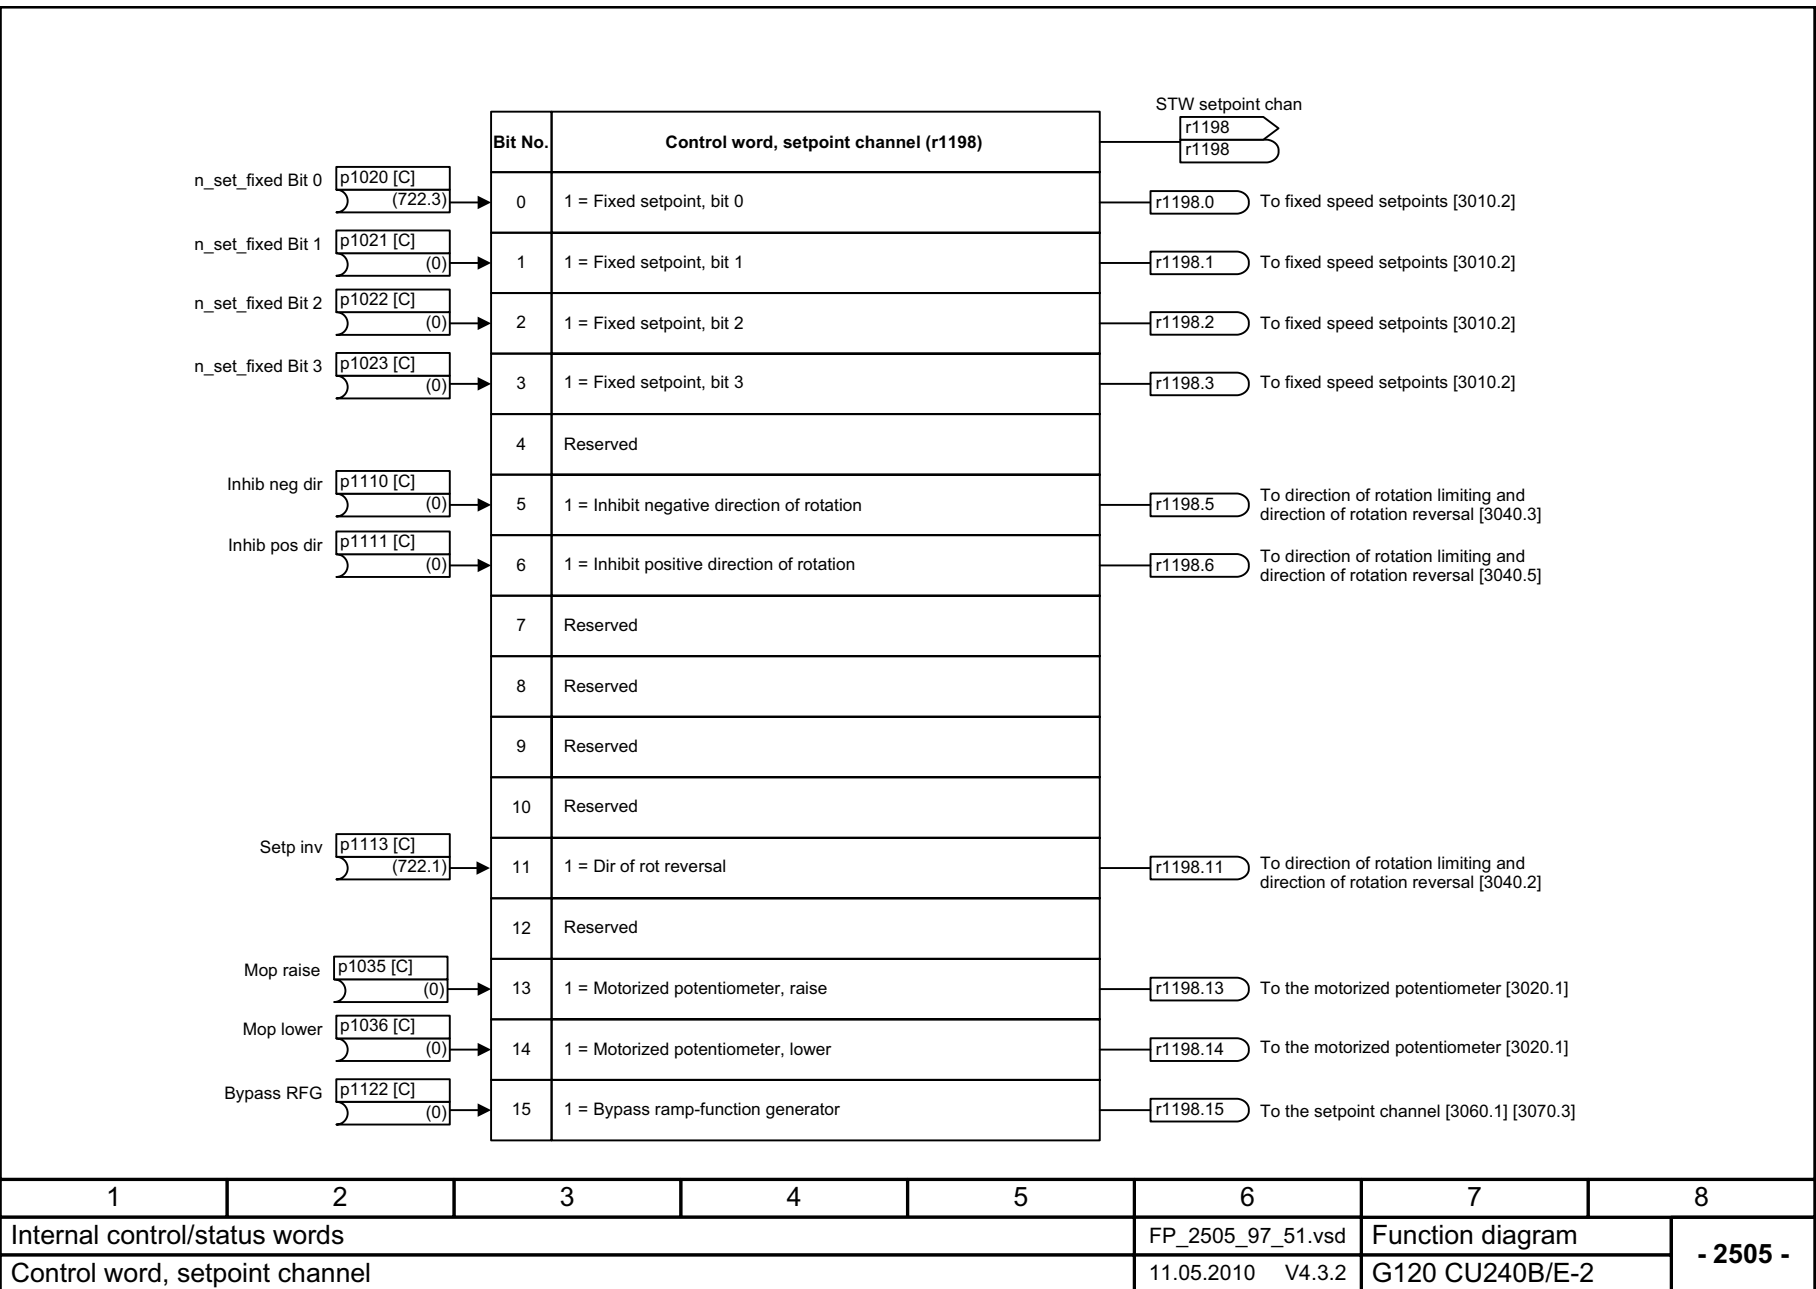 STW setpoint chan
r1198
r1198
Bit No. Control word, setpoint channel (r1198)
n_set_fixed Bit 0 p1020 [C]
(722.3) 0 1 = Fixed setpoint, bit 0 r1198.0 To fixed speed setpoints [3010.2]
n_set_fixed Bit 1 p1021 [C]
(0) 1 1 = Fixed setpoint, bit 1 r1198.1 To fixed speed setpoints [3010.2]
n_set_fixed Bit 2 p1022 [C]
(0) 2 1 = Fixed setpoint, bit 2 r1198.2 To fixed speed setpoints [3010.2]
n_set_fixed Bit 3 p1023 [C]
(0) 3 1 = Fixed setpoint, bit 3 r1198.3 To fixed speed setpoints [3010.2]
4 Reserved
Inhib neg dir p1110 [C]
(0) 5 1 = Inhibit negative direction of rotation r1198.5 To direction of rotation limiting and
direction of rotation reversal [3040.3]
Inhib pos dir p1111 [C]
(0) 6 1 = Inhibit positive direction of rotation r1198.6 To direction of rotation limiting and
direction of rotation reversal [3040.5]
7 Reserved
8 Reserved
9 Reserved
10 Reserved
Setp inv p1113 [C]
(722.1) 11 1 = Dir of rot reversal r1198.11 To direction of rotation limiting and
direction of rotation reversal [3040.2]
12 Reserved
Mop raise p1035 [C]
(0) 13 1 = Motorized potentiometer, raise r1198.13 To the motorized potentiometer [3020.1]
Mop lower p1036 [C]
(0) 14 1 = Motorized potentiometer, lower r1198.14 To the motorized potentiometer [3020.1]
Bypass RFG p1122 [C]
(0) 15 1 = Bypass ramp-function generator r1198.15 To the setpoint channel [3060.1] [3070.3]
1 2 3 4 5 6 7 8
Internal control/status words FP_2505_97_51.vsd Function diagram
- 2505 -
Control word, setpoint channel 11.05.2010 V4.3.2 G120 CU240B/E-2